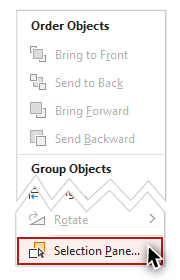 Order Objects
Bring to Front
Send to Back
Bring Forward
Send Backward
Group Objects
Rotate
Selection Pane...